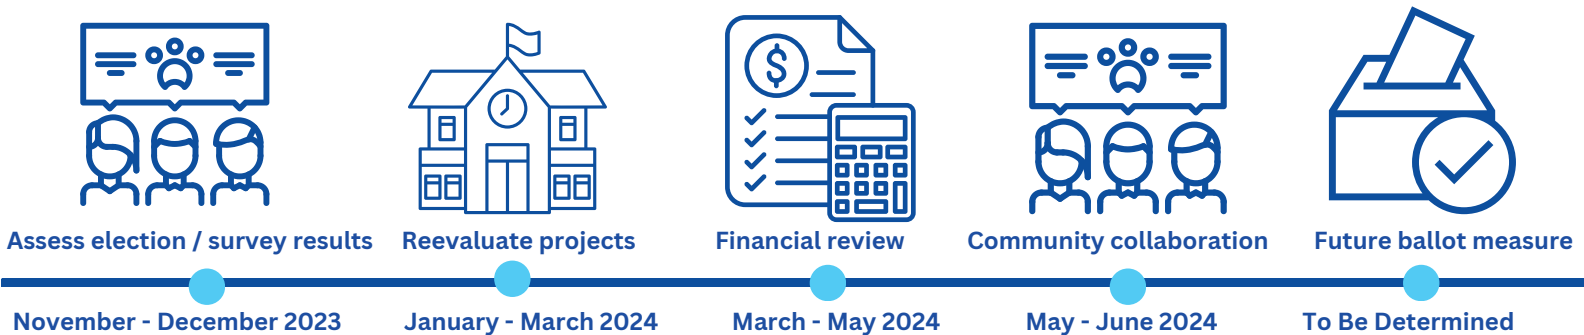 Assess election / survey results
Reevaluate projects
Financial review
Community collaboration
Future ballot measure
November - December 2023
January - March 2024
March - May 2024
May - June 2024
To Be Determined